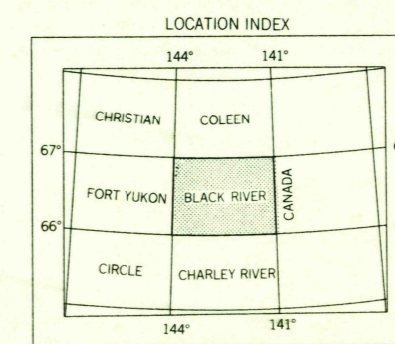 LOCATION INDEX
144° 141°
CHRISTIAN COLEEN
67°
FORT YUKON BLACK RIVER CANADA
66°
CIRCLE CHARLEY RIVER
144° 141°